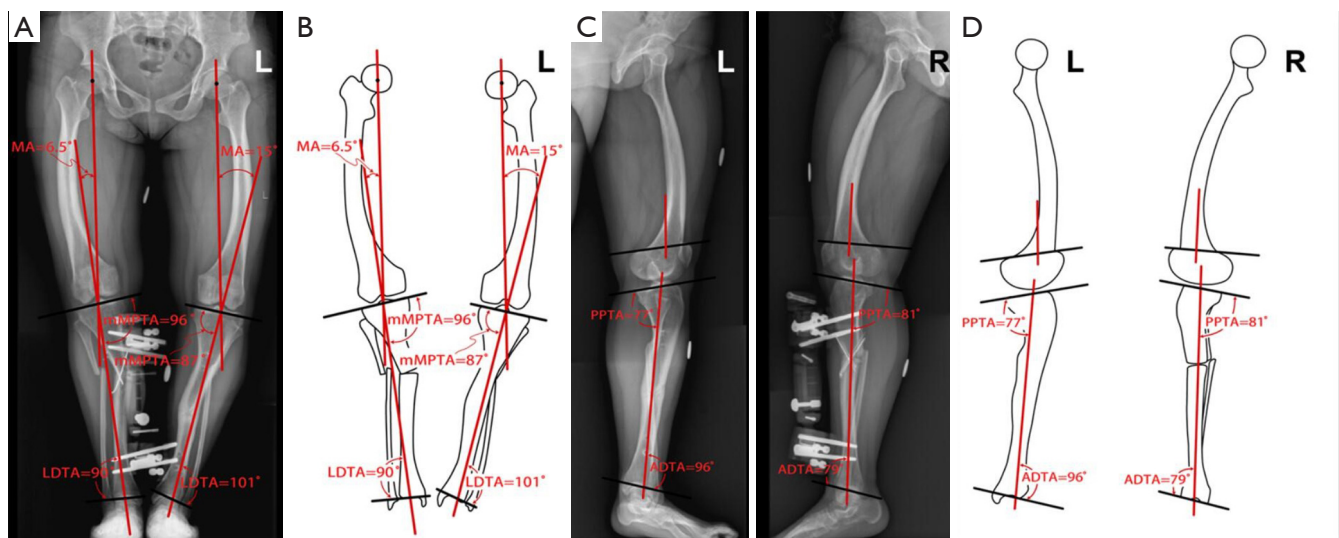 A
L
MA=6.5°
MA=15°
mMPTA=96°
mMPTA=87°
LDTA=90°
LDTA=101°
B
L
MA=6.5°
MA=15°
mMPTA=96°
mMPTA=87°
LDTA=90°
LDTA=101°
C
L
PPTA=77°
ADTA=96°
R
PPTA=81°
ADTA=79°
D
L
PPTA=77°
ADTA=96°
R
PPTA=81°
ADTA=79°